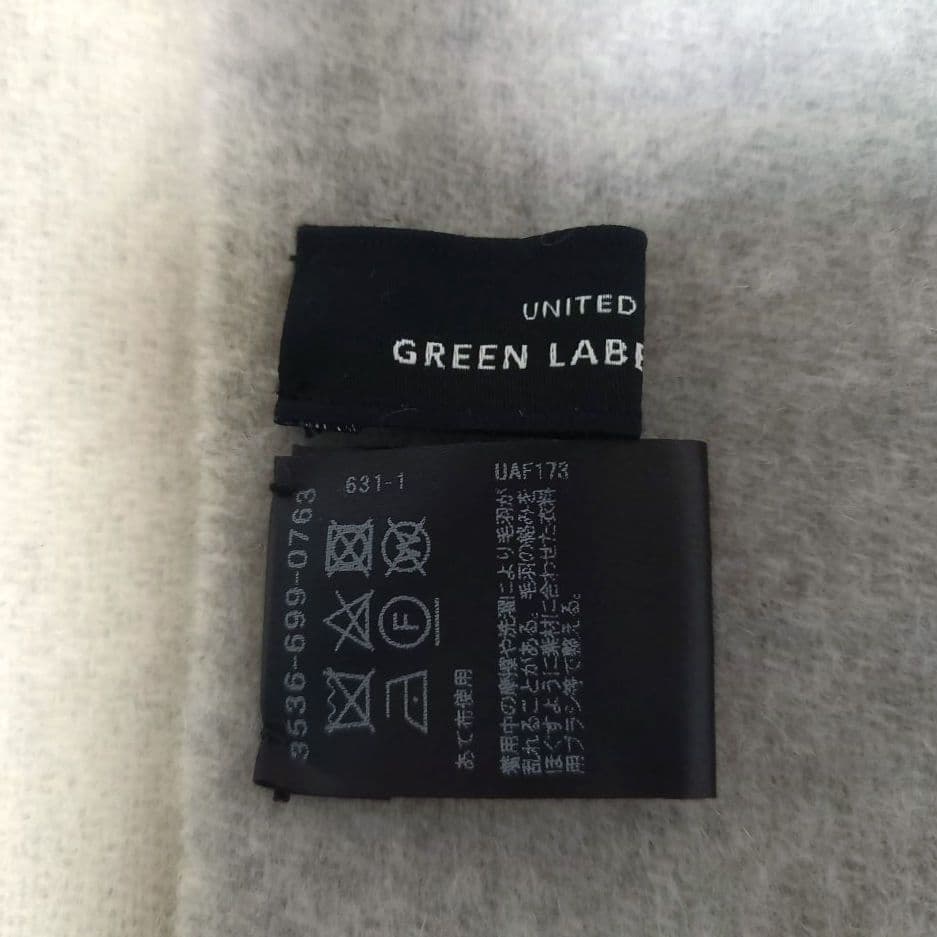 UNITED
GREEN LABE
631-1
UAF173
3536-699-0763
W
F
あて布使用
着用中の摩擦や洗濯により毛羽が
乱れることがある。毛羽の絡みを
ほぐすように素材に合わせた衣料
用ブラシ等で整える。